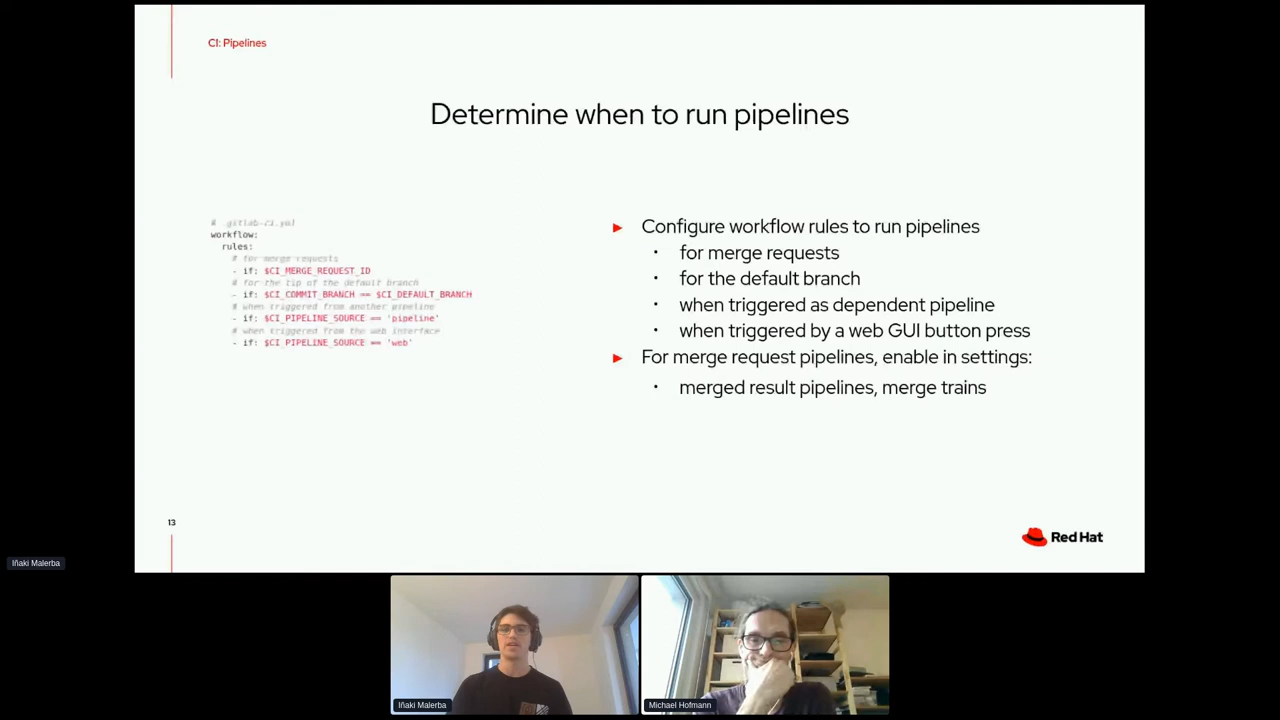 CI: Pipelines
Determine when to run pipelines
# .gitlab-ci.yml
workflow:
rules:
# for merge requests
- if: $CI_MERGE_REQUEST_ID
# for the tip of the default branch
- if: $CI_COMMIT_BRANCH == $CI_DEFAULT_BRANCH
# when triggered from another pipeline
- if: $CI_PIPELINE_SOURCE == 'pipeline'
# when triggered from the web interface
- if: $CI_PIPELINE_SOURCE == 'web'
► Configure workflow rules to run pipelines
• for merge requests
• for the default branch
• when triggered as dependent pipeline
• when triggered by a web GUI button press
► For merge request pipelines, enable in settings:
• merged result pipelines, merge trains
13
Red Hat
Iñaki Malerba
Iñaki Malerba
Michael Hofmann